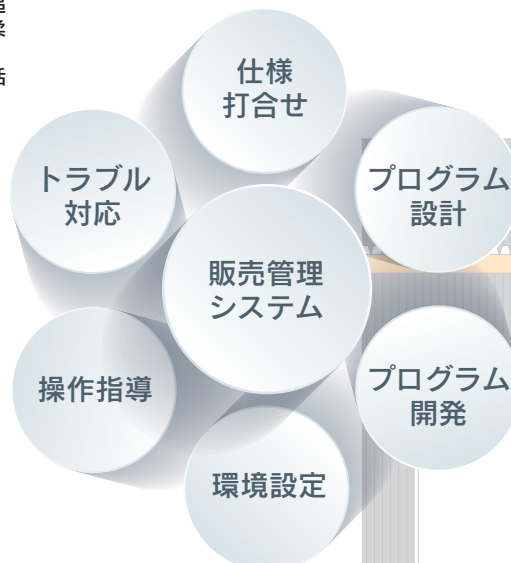 仕様
打合せ
プログラム
設計
トラブル
対応
販売管理
システム
プログラム
開発
操作指導
環境設定